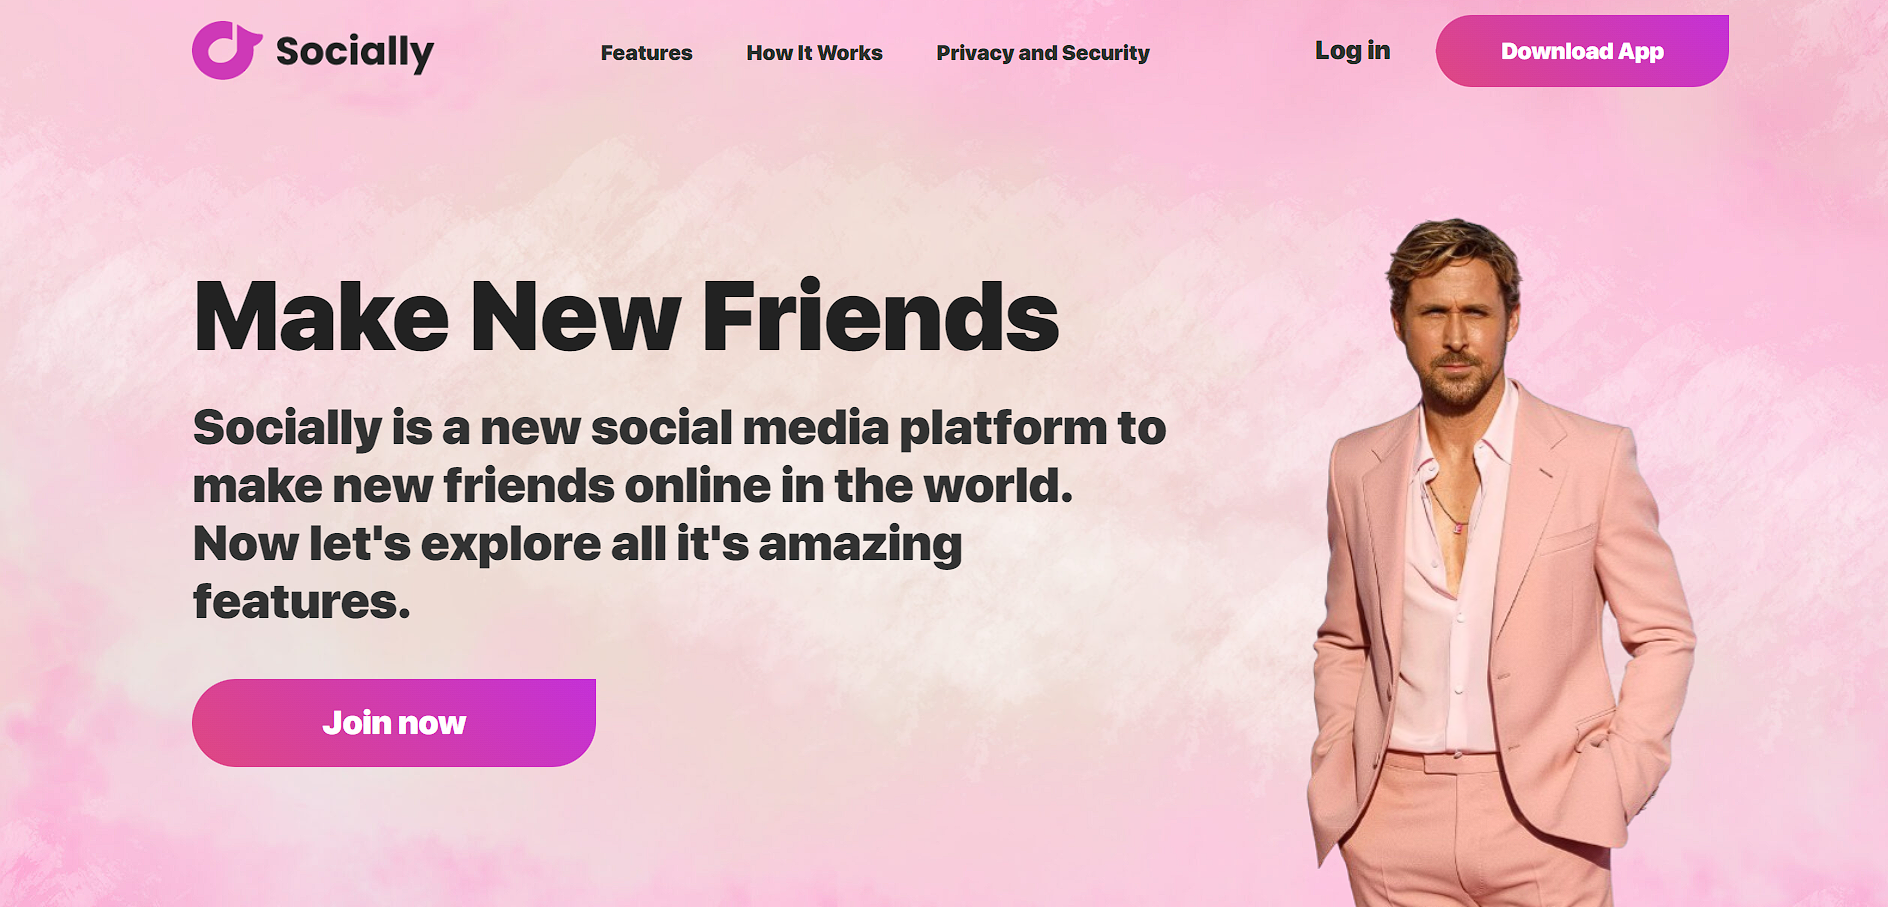 Socially
Features
How It Works
Privacy and Security
Log in
Download App
Make New Friends
Socially is a new social media platform to
make new friends online in the world.
Now let's explore all it's amazing
features.
Join now